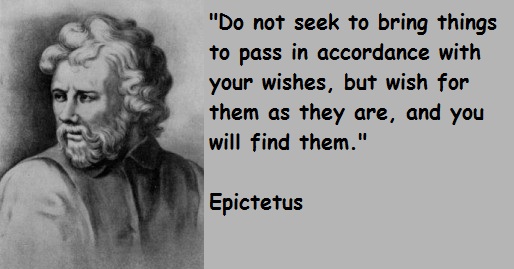 "Do not seek to bring things
to pass in accordance with
your wishes, but wish for
them as they are, and you
will find them."
Epictetus